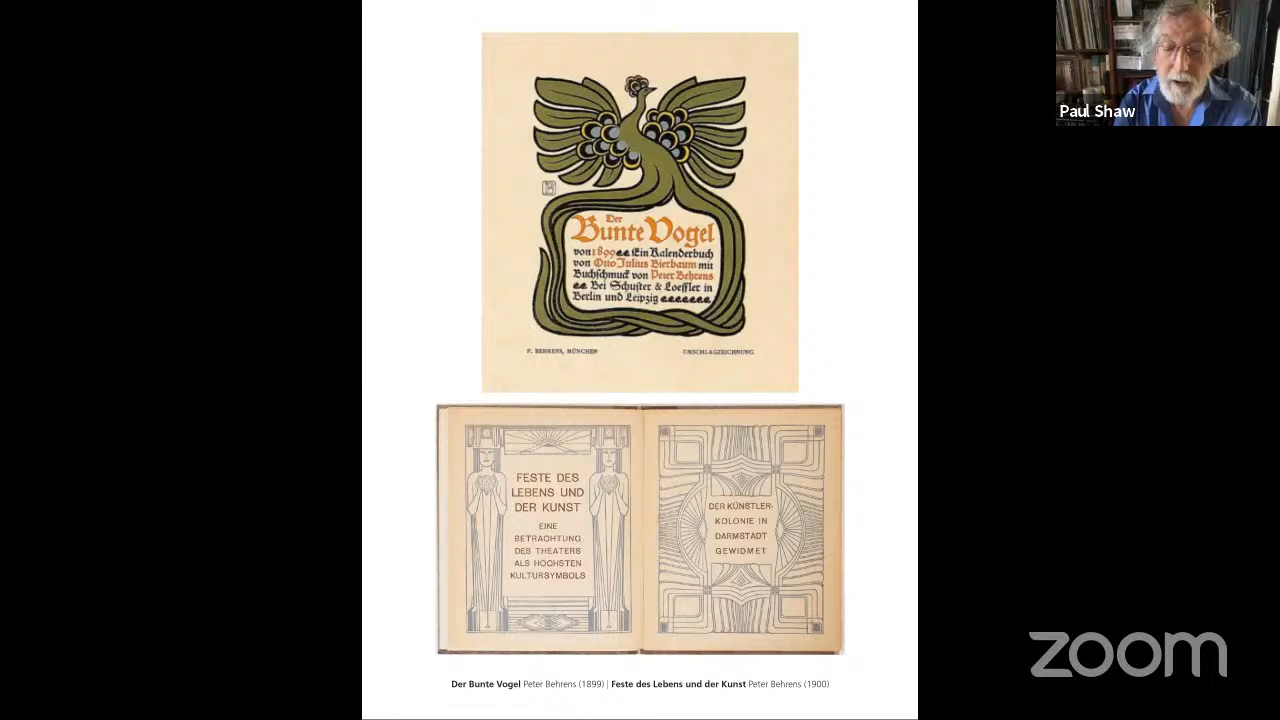 Der
Bunte Vogel
von 1899 Ein Kalenderbuch
von Otto Julius Bierbaum mit
Buchschmuck von Peter Behrens
Bei Schuster & Loeffler in
Berlin und Leipzig
P. BEHRENS, MÜNCHEN
UMSCHLAGZEICHNUNG
FESTE DES
LEBENS UND
DER KUNST
EINE
BETRACHTUNG
DES THEATERS
ALS HÖCHSTEN
KULTURSYMBOLS
DER KÜNSTLER-
KOLONIE IN
DARMSTADT
GEWIDMET
Der Bunte Vogel Peter Behrens (1899) | Feste des Lebens und der Kunst Peter Behrens (1900)
Paul Shaw
zoom